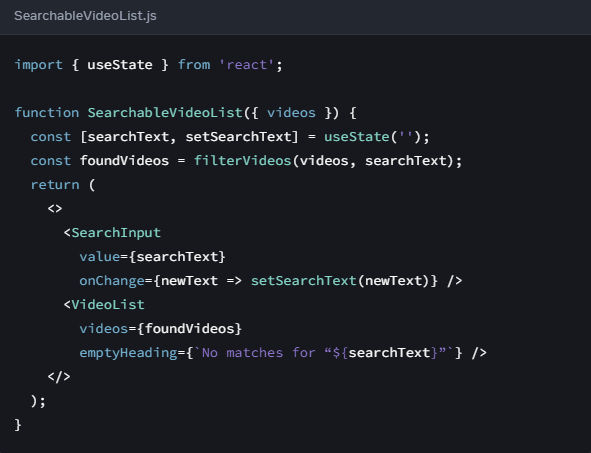 SearchableVideoList.js
import { useState } from 'react';
function SearchableVideoList({ videos }) {
  const [searchText, setSearchText] = useState('');
  const foundVideos = filterVideos(videos, searchText);
  return (
    <>
      <SearchInput
        value={searchText}
        onChange={newText => setSearchText(newText)} />
      <VideoList
        videos={foundVideos}
        emptyHeading={`No matches for “${searchText}”`} />
    </>
  );
}